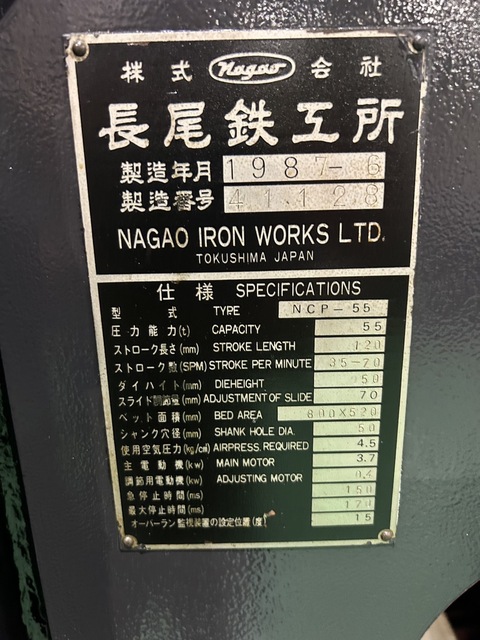 株式 Nagao 会社
長尾鉄工所
製造年月 1987-6
製造番号 41128
NAGAO IRON WORKS LTD.
TOKUSHIMA JAPAN
仕様 SPECIFICATIONS
型式 TYPE NCP-55
圧力能力(t) CAPACITY 55
ストローク長さ(mm) STROKE LENGTH 120
ストローク数(SPM) STROKE PER MINUTE 35-70
ダイハイト(mm) DIEHEIGHT
スライド調節量(mm) ADJUSTMENT OF SLIDE 70
ベット面積(mm) BED AREA 800×520
シャンク穴径(mm) SHANK HOLE DIA. 50
使用空気圧力(kg/c㎡) AIRPRESS. REQUIRED 4.5
主電動機(kw) MAIN MOTOR 3.7
調節用電動機(kw) ADJUSTING MOTOR 0.4
急停止時間(ms) 150
最大停止時間(ms) 170
オーバーラン監視装置の設定位置(度) 15